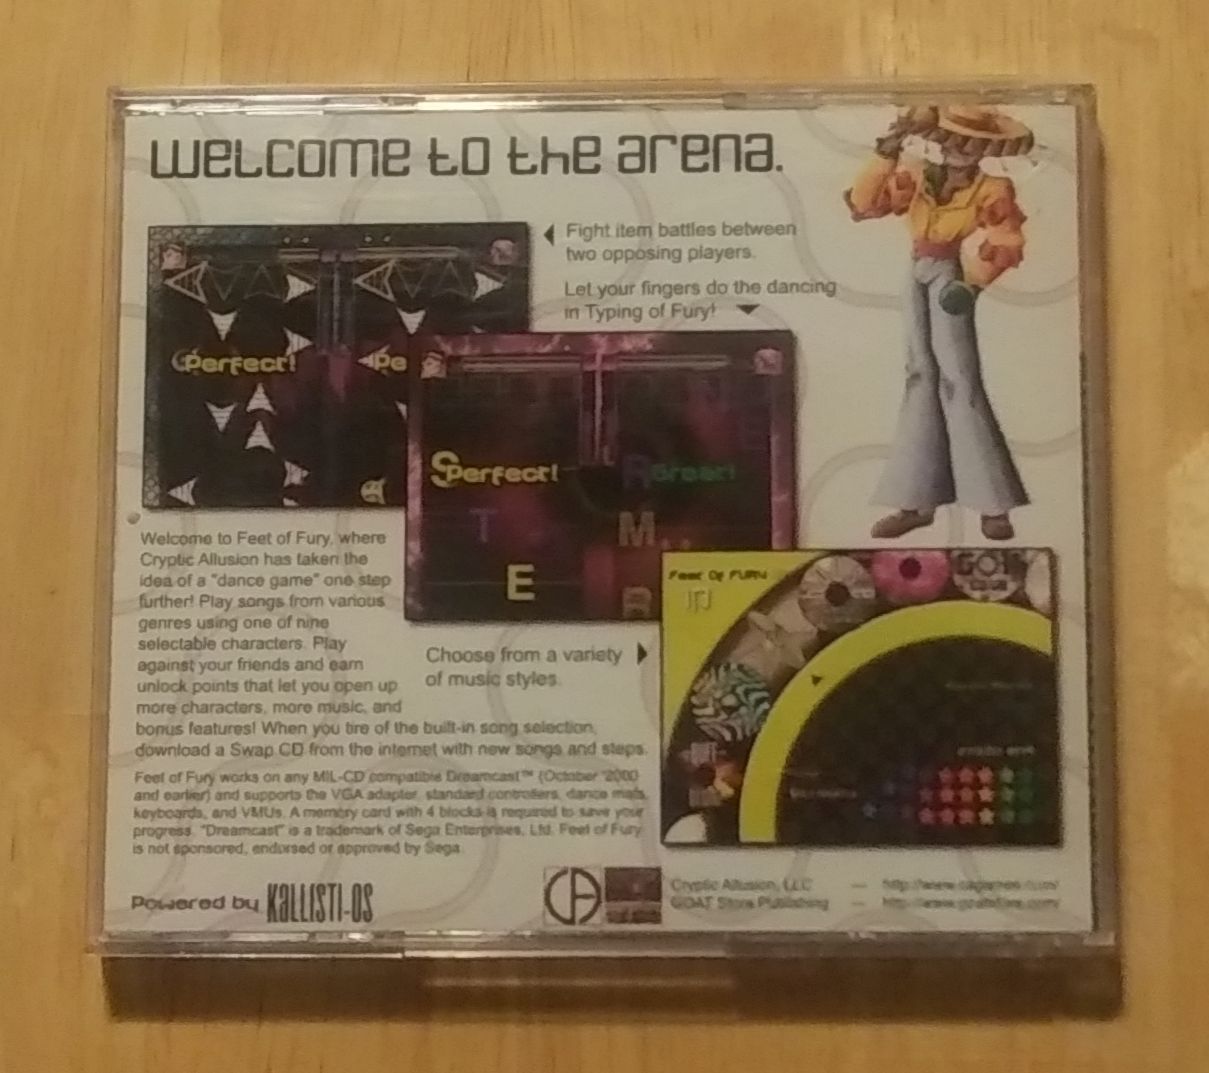 welcome to the arena.
Fight item battles between
two opposing players.
Let your fingers do the dancing
in Typing of Fury!
Perfect!
Pe
Perfect!
Great!
S
R
T
M
E
Welcome to Feet of Fury, where
Cryptic Allusion has taken the
idea of a "dance game" one step
further! Play songs from various
genres using one of nine
selectable characters. Play
against your friends and earn
unlock points that let you open up
more characters, more music, and
bonus features! When you tire of the built-in song selection,
download a Swap CD from the internet with new songs and steps.
Choose from a variety
of music styles.
Feet Of FURY
Feet of Fury works on any MIL-CD compatible Dreamcast™ (October '2000
and earlier) and supports the VGA adapter, standard controllers, dance mats,
keyboards, and VMUs. A memory card with 4 blocks is required to save your
progress. "Dreamcast" is a trademark of Sega Enterprises, Ltd. Feet of Fury
is not sponsored, endorsed or approved by Sega.
Powered by KALLISTI-OS
CA
Cryptic Allusion, LLC —
GOAT Store Publishing —